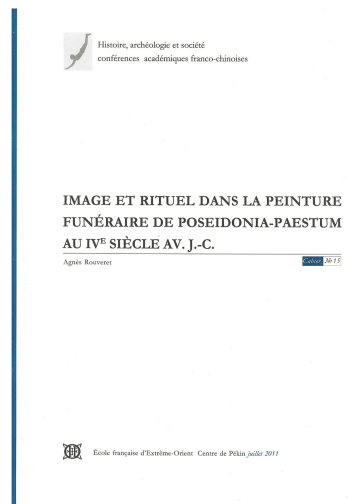 Histoire, archéologie et société
conférences académiques franco-chinoises
IMAGE ET RITUEL DANS LA PEINTURE
FUNÉRAIRE DE POSEIDONIA-PAESTUM
AU IVE SIÈCLE AV. J.-C.
Agnès Rouveret
Cahier № 15
École française d'Extrême-Orient Centre de Pékin juillet 2011